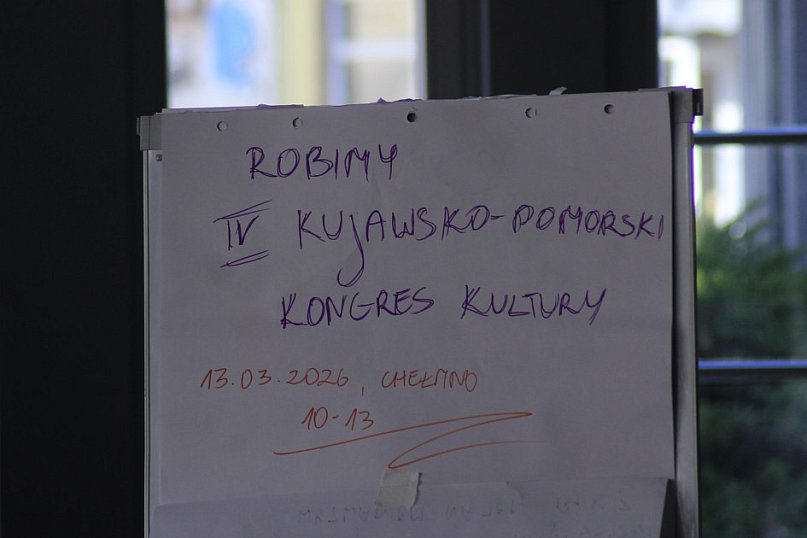 ROBIMY
IV KUJAWSKO-POMORSKI
KONGRES KULTURY
13.03.2026, CHEŁMNO
10-13